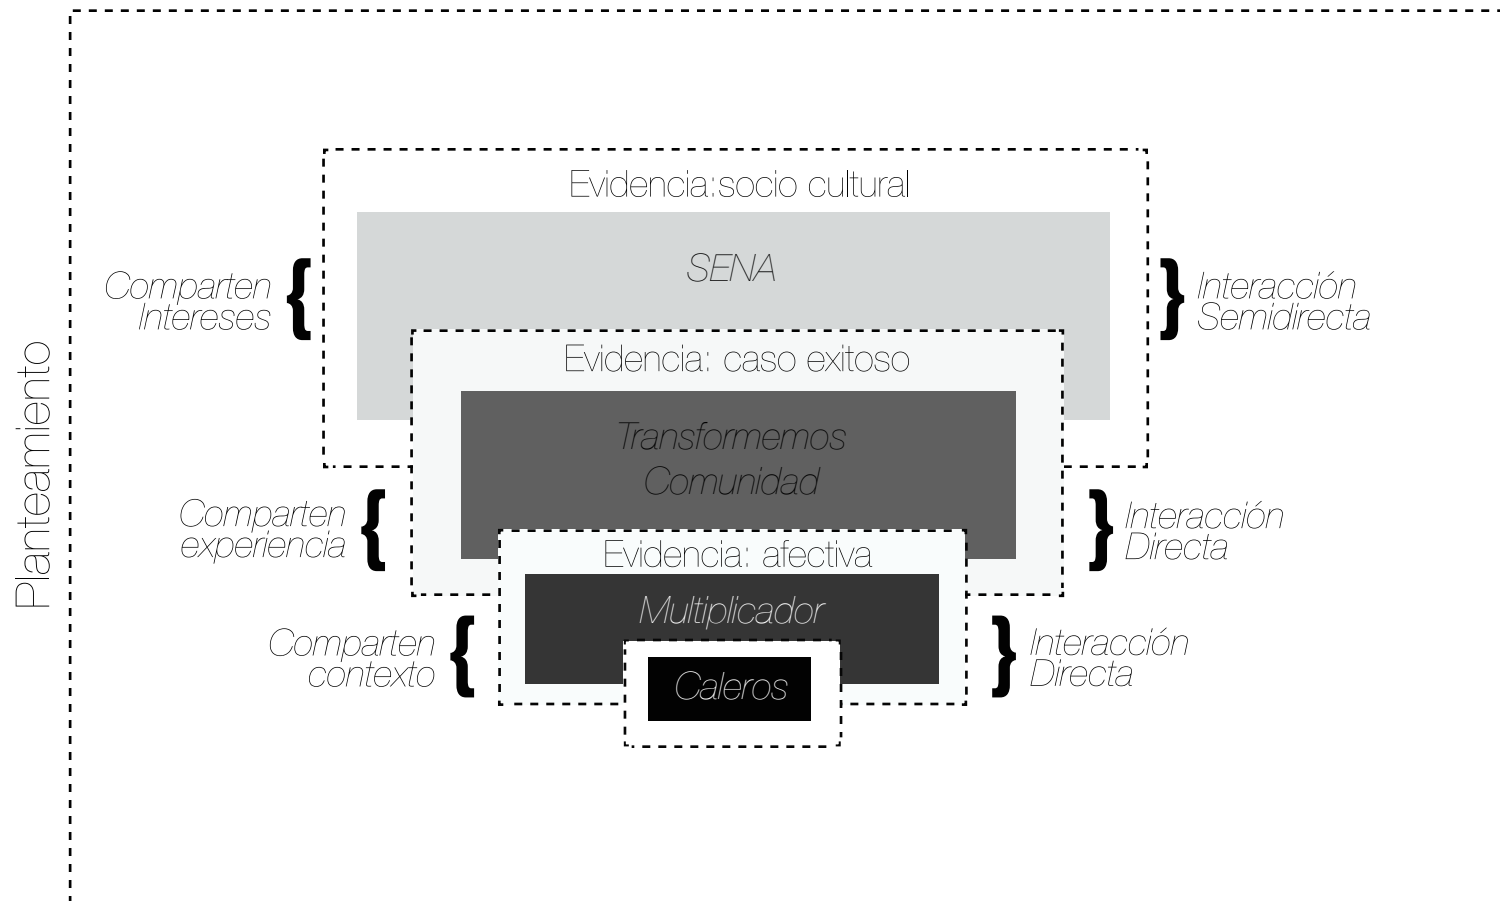 Planteamiento
Evidencia:socio cultural
SENA
Comparten
Intereses
Interacción
Semidirecta
Evidencia: caso exitoso
Transformemos
Comunidad
Comparten
experiencia
Interacción
Directa
Evidencia: afectiva
Multiplicador
Comparten
contexto
Interacción
Directa
Caleros